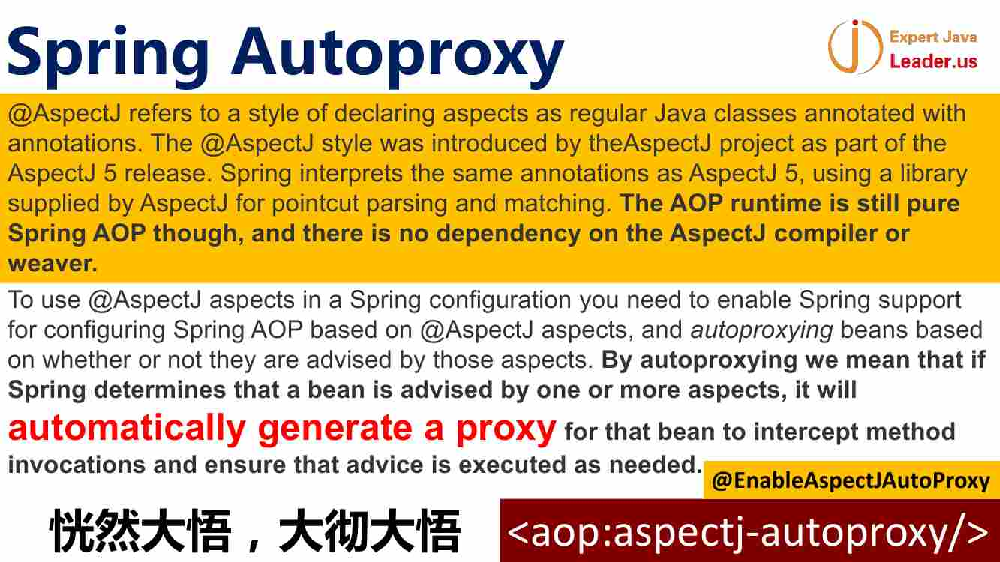 Spring Autoproxy
Expert Java
Leader.us
@AspectJ refers to a style of declaring aspects as regular Java classes annotated with
annotations. The @AspectJ style was introduced by theAspectJ project as part of the
AspectJ 5 release. Spring interprets the same annotations as AspectJ 5, using a library
supplied by AspectJ for pointcut parsing and matching. The AOP runtime is still pure
Spring AOP though, and there is no dependency on the AspectJ compiler or
weaver.
To use @AspectJ aspects in a Spring configuration you need to enable Spring support
for configuring Spring AOP based on @AspectJ aspects, and autoproxying beans based
on whether or not they are advised by those aspects. By autoproxying we mean that if
Spring determines that a bean is advised by one or more aspects, it will
automatically generate a proxy for that bean to intercept method
invocations and ensure that advice is executed as needed.
@EnableAspectJAutoProxy
恍然大悟，大彻大悟
<aop:aspectj-autoproxy/>